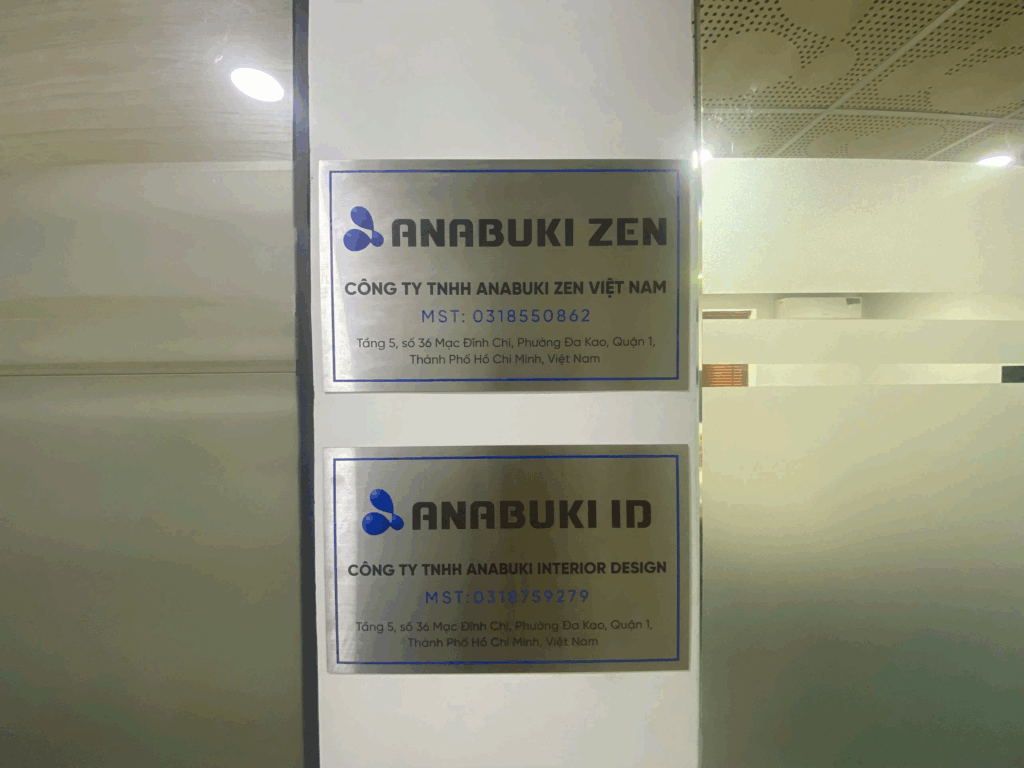 ANABUKI ZEN
CÔNG TY TNHH ANABUKI ZEN VIỆT NAM
MST: 0318550862
Tầng 5, số 36 Mạc Đĩnh Chi, Phường Đa Kao, Quận 1,
Thành Phố Hồ Chí Minh, Việt Nam
ANABUKI ID
CÔNG TY TNHH ANABUKI INTERIOR DESIGN
MST:0318759279
Tầng 5, số 36 Mạc Đĩnh Chi, Phường Đa Kao, Quận 1,
Thành Phố Hồ Chí Minh, Việt Nam